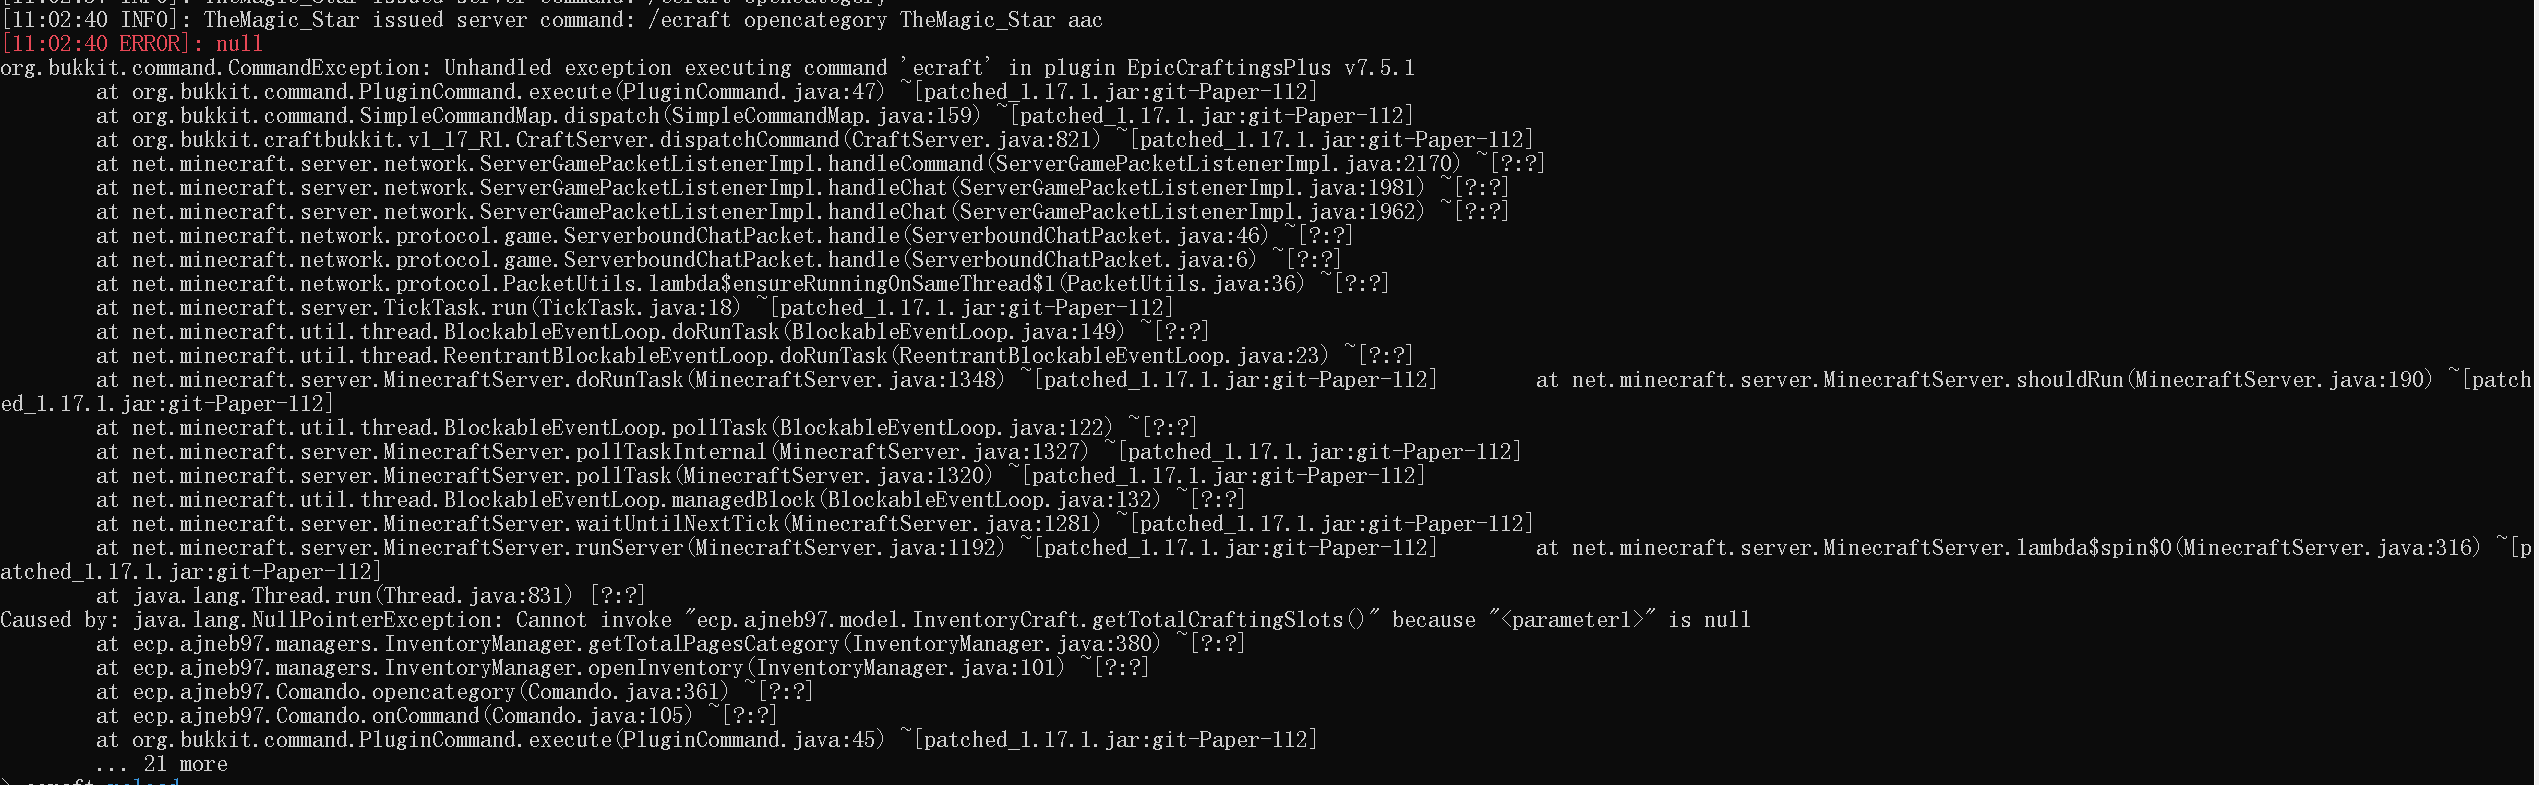 [11:02:40 INFO]: TheMagic_Star issued server command: /ecraft opencategory TheMagic_Star aac
[11:02:40 ERROR]: null
org.bukkit.command.CommandException: Unhandled exception executing command 'ecraft' in plugin EpicCraftingsPlus v7.5.1
        at org.bukkit.command.PluginCommand.execute(PluginCommand.java:47) ~[patched_1.17.1.jar:git-Paper-112]
        at org.bukkit.command.SimpleCommandMap.dispatch(SimpleCommandMap.java:159) ~[patched_1.17.1.jar:git-Paper-112]
        at org.bukkit.craftbukkit.v1_17_R1.CraftServer.dispatchCommand(CraftServer.java:821) ~[patched_1.17.1.jar:git-Paper-112]
        at net.minecraft.server.network.ServerGamePacketListenerImpl.handleCommand(ServerGamePacketListenerImpl.java:2170) ~[?:?]
        at net.minecraft.server.network.ServerGamePacketListenerImpl.handleChat(ServerGamePacketListenerImpl.java:1981) ~[?:?]
        at net.minecraft.server.network.ServerGamePacketListenerImpl.handleChat(ServerGamePacketListenerImpl.java:1962) ~[?:?]
        at net.minecraft.network.protocol.game.ServerboundChatPacket.handle(ServerboundChatPacket.java:46) ~[?:?]
        at net.minecraft.network.protocol.game.ServerboundChatPacket.handle(ServerboundChatPacket.java:6) ~[?:?]
        at net.minecraft.network.protocol.PacketUtils.lambda$ensureRunningOnSameThread$1(PacketUtils.java:36) ~[?:?]
        at net.minecraft.server.TickTask.run(TickTask.java:18) ~[patched_1.17.1.jar:git-Paper-112]
        at net.minecraft.util.thread.BlockableEventLoop.doRunTask(BlockableEventLoop.java:149) ~[?:?]
        at net.minecraft.util.thread.ReentrantBlockableEventLoop.doRunTask(ReentrantBlockableEventLoop.java:23) ~[?:?]
        at net.minecraft.server.MinecraftServer.doRunTask(MinecraftServer.java:1348) ~[patched_1.17.1.jar:git-Paper-112]        at net.minecraft.server.MinecraftServer.shouldRun(MinecraftServer.java:190) ~[patch
ed_1.17.1.jar:git-Paper-112]
        at net.minecraft.util.thread.BlockableEventLoop.pollTask(BlockableEventLoop.java:122) ~[?:?]
        at net.minecraft.server.MinecraftServer.pollTaskInternal(MinecraftServer.java:1327) ~[patched_1.17.1.jar:git-Paper-112]
        at net.minecraft.server.MinecraftServer.pollTask(MinecraftServer.java:1320) ~[patched_1.17.1.jar:git-Paper-112]
        at net.minecraft.util.thread.BlockableEventLoop.managedBlock(BlockableEventLoop.java:132) ~[?:?]
        at net.minecraft.server.MinecraftServer.waitUntilNextTick(MinecraftServer.java:1281) ~[patched_1.17.1.jar:git-Paper-112]
        at net.minecraft.server.MinecraftServer.runServer(MinecraftServer.java:1192) ~[patched_1.17.1.jar:git-Paper-112]        at net.minecraft.server.MinecraftServer.lambda$spin$0(MinecraftServer.java:316) ~[p
atched_1.17.1.jar:git-Paper-112]
        at java.lang.Thread.run(Thread.java:831) [?:?]
Caused by: java.lang.NullPointerException: Cannot invoke "ecp.ajneb97.model.InventoryCraft.getTotalCraftingSlots()" because "<parameter1>" is null
        at ecp.ajneb97.managers.InventoryManager.getTotalPagesCategory(InventoryManager.java:380) ~[?:?]
        at ecp.ajneb97.managers.InventoryManager.openInventory(InventoryManager.java:101) ~[?:?]
        at ecp.ajneb97.Comando.opencategory(Comando.java:361) ~[?:?]
        at ecp.ajneb97.Comando.onCommand(Comando.java:105) ~[?:?]
        at org.bukkit.command.PluginCommand.execute(PluginCommand.java:45) ~[patched_1.17.1.jar:git-Paper-112]
        ... 21 more